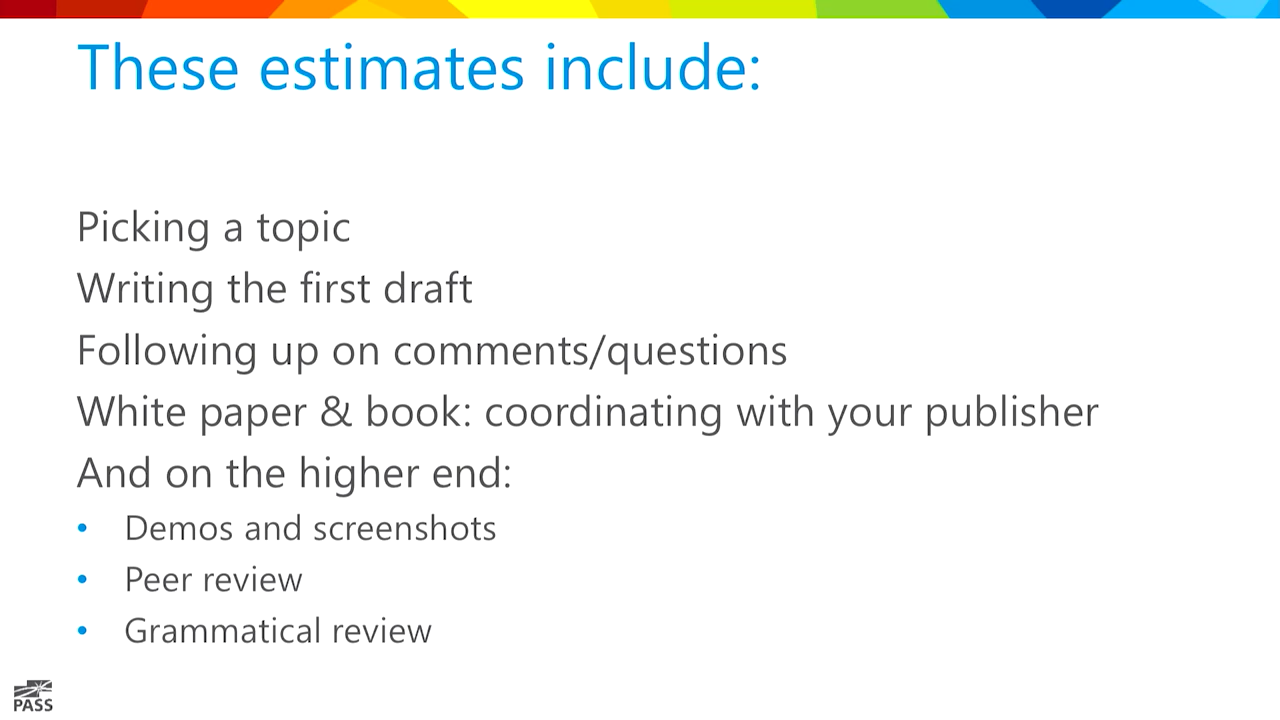 These estimates include:
Picking a topic
Writing the first draft
Following up on comments/questions
White paper & book: coordinating with your publisher
And on the higher end:
• Demos and screenshots
• Peer review
• Grammatical review
PASS